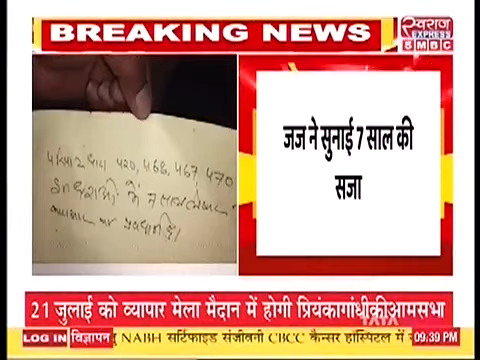 BREAKING NEWS
स्वराज
EXPRESS
SMBC
धारा 420, 468, 467, 470
जज ने सुनाई 7 साल की
सजा
21 जुलाई को व्यापार मेला मैदान में होगी प्रियंकागांधीकीआमसभा
LOG IN विज्ञापन NABH सर्टिफाइड संजीवनी CBCC कैन्सर हास्पिटल में
09:39 PM